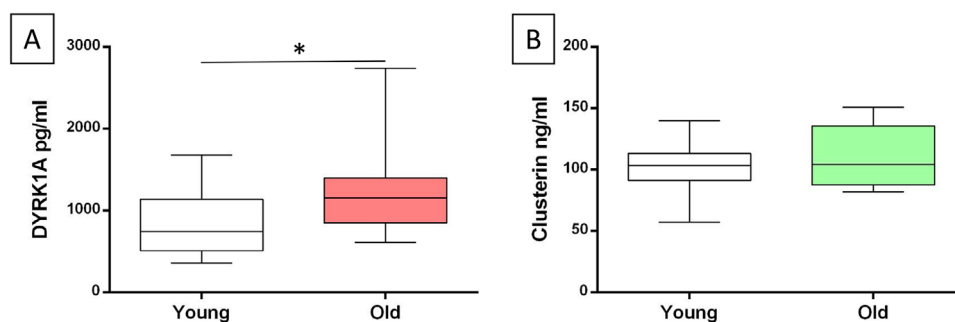 A
DYRK1A pg/ml
3000
2000
1000
0
*
Young
Old
B
Clusterin ng/ml
200
150
100
50
0
Young
Old